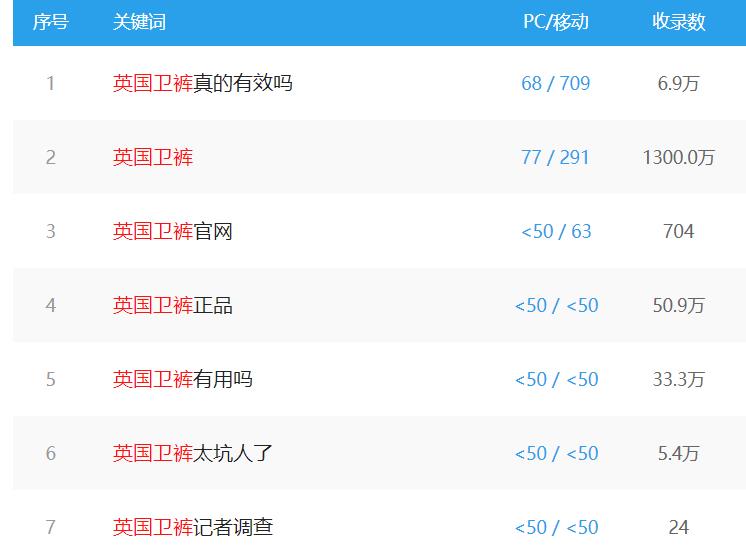 序号 关键词 PC/移动 收录数
1 英国卫裤真的有效吗 68 / 709 6.9万
2 英国卫裤 77 / 291 1300.0万
3 英国卫裤官网 <50 / 63 704
4 英国卫裤正品 <50 / <50 50.9万
5 英国卫裤有用吗 <50 / <50 33.3万
6 英国卫裤太坑人了 <50 / <50 5.4万
7 英国卫裤记者调查 <50 / <50 24